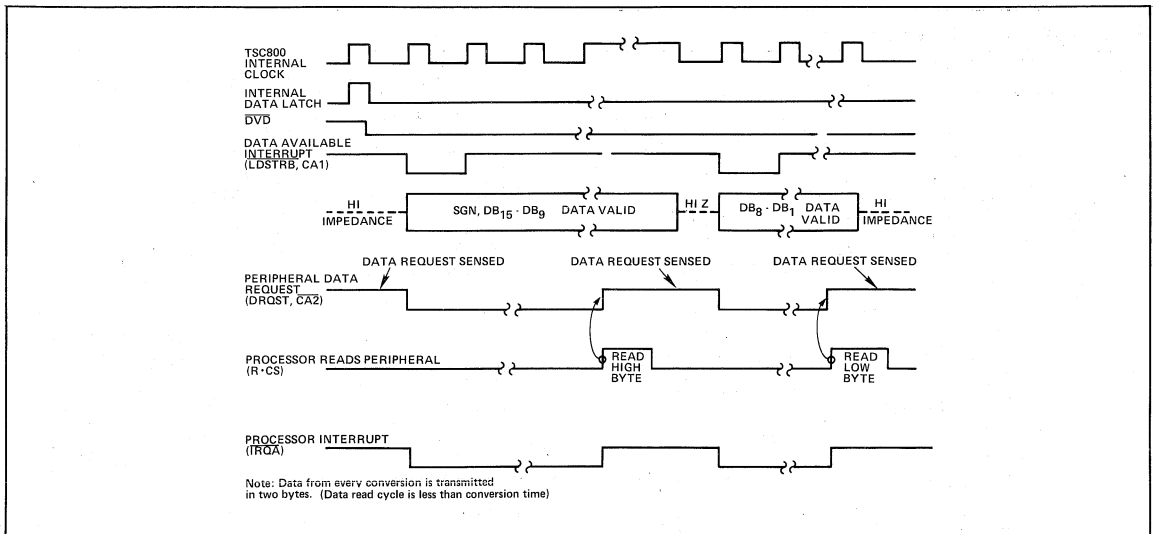 TSC800
INTERNAL
CLOCK
INTERNAL
DATA LATCH
DVD
DATA AVAILABLE
INTERRUPT
(LDSTRB, CA1)
HI
IMPEDANCE
SGN, DB15 - DB9 DATA VALID
HI Z
DB8 - DB1 DATA
VALID
HI
IMPEDANCE
DATA REQUEST SENSED
DATA REQUEST SENSED
DATA REQUEST SENSED
PERIPHERAL DATA
REQUEST
(DRQST, CA2)
PROCESSOR READS PERIPHERAL
(R·CS)
READ
HIGH
BYTE
READ
LOW
BYTE
PROCESSOR INTERRUPT
(IRQA)
Note: Data from every conversion is transmitted
in two bytes. (Data read cycle is less than conversion time)